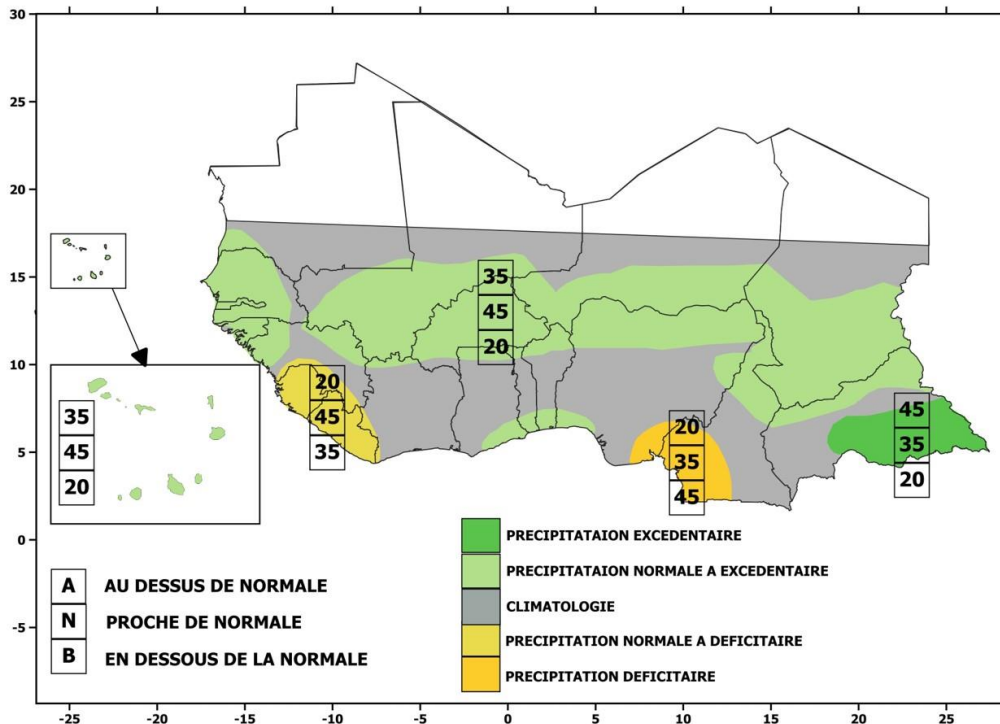 30
25
20
15
10
5
0
-5
35
45
20
20
45
35
20
35
45
45
35
20
35
45
20
A AU DESSUS DE NORMALE
N PROCHE DE NORMALE
B EN DESSOUS DE LA NORMALE
PRECIPITATAION EXCEDENTAIRE
PRECIPITATAION NORMALE A EXCEDENTAIRE
CLIMATOLOGIE
PRECIPITATION NORMALE A DEFICITAIRE
PRECIPITATION DEFICITAIRE
-25 -20 -15 -10 -5 0 5 10 15 20 25